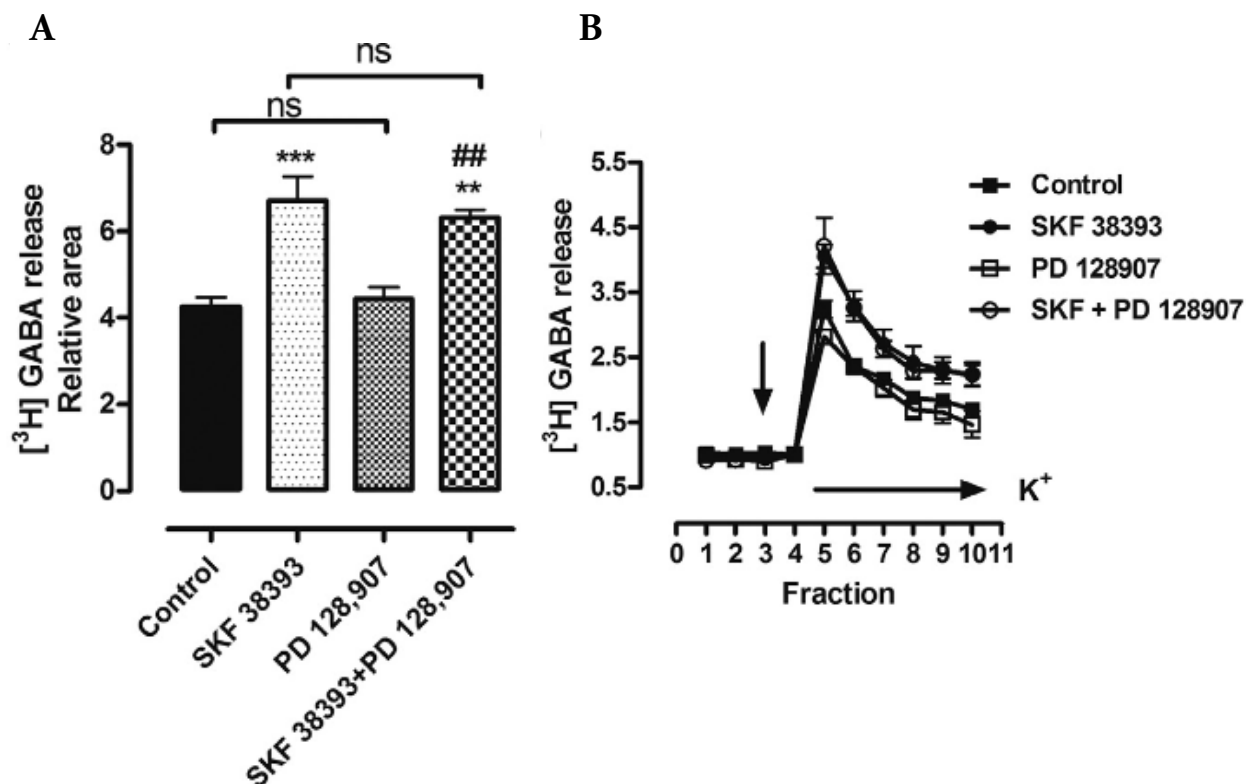 A
ns
ns
[³H] GABA release
Relative area
8
6
4
2
0
***
##
**
Control
SKF 38393
PD 128,907
SKF 38393+PD 128,907
B
[³H] GABA release
5.5
4.5
3.5
2.5
1.5
0.5
Control
SKF 38393
PD 128907
SKF + PD 128907
K⁺
0 1 2 3 4 5 6 7 8 9 10 11
Fraction